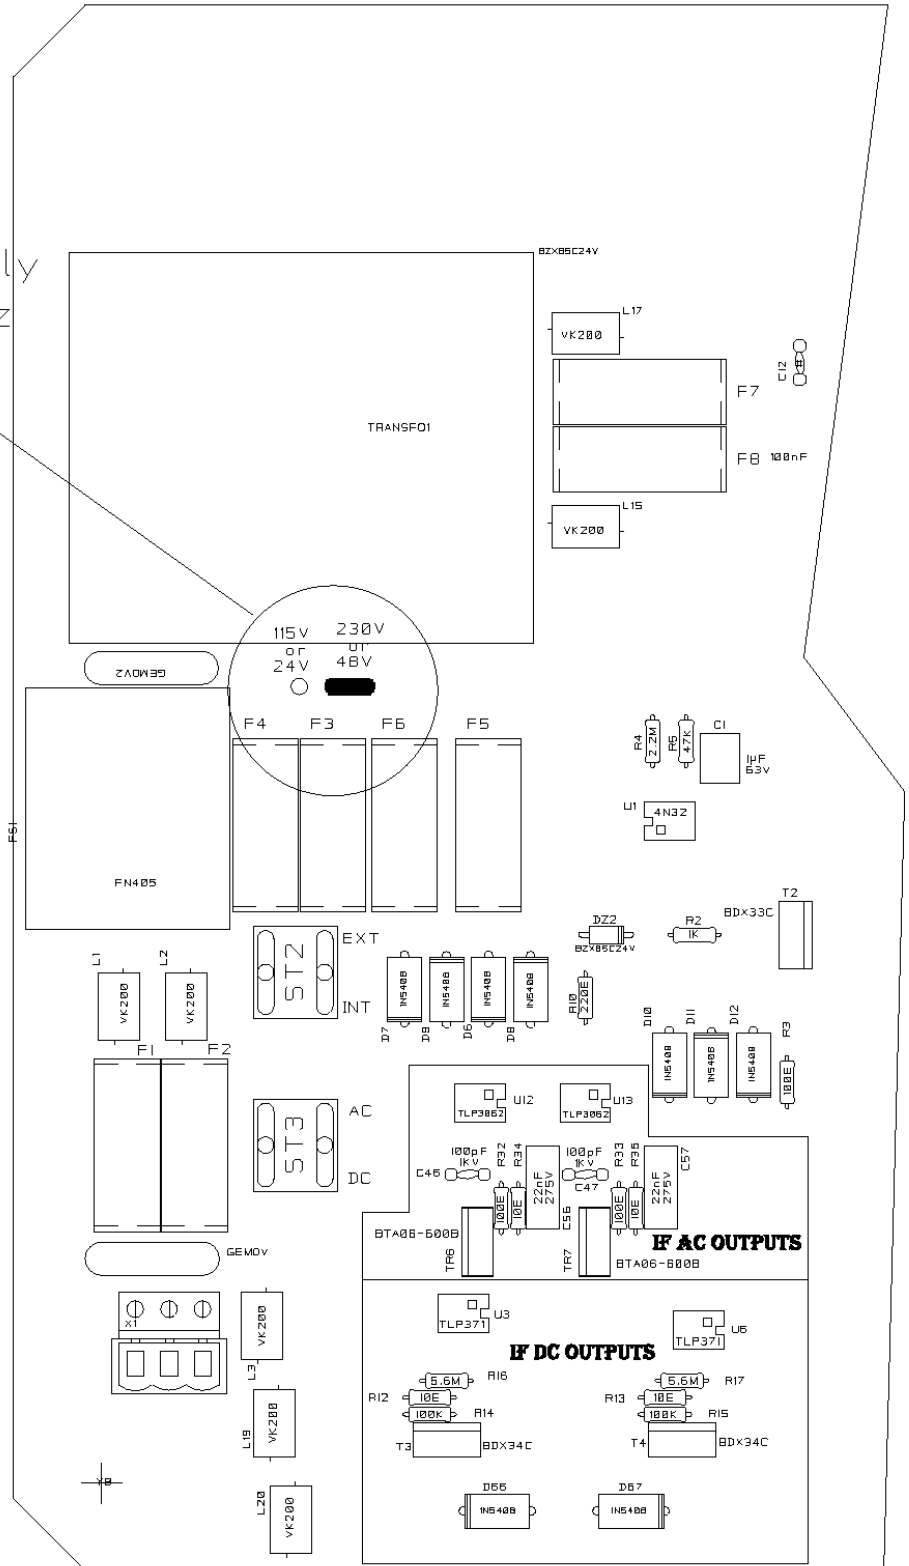 ly
z
BZX85C24V
L17
VK200
C12
F7
TRANSFO1
F8
100nF
L15
VK200
115V
or
24V
230V
or
48V
GEMOV2
F4
F3
F6
F5
R4
2.2M
R5
47K
C1
1µF
63V
U1
4N32
FS1
FN405
T2
BDX33C
DZ2
BZX85C24V
R2
1K
EXT
ST2
INT
L1
VK200
L2
VK200
D7
1N5408
D9
1N5408
D6
1N5408
D8
1N5408
R10
220E
D10
1N5408
D11
1N5408
D12
1N5408
R3
100E
F1
F2
AC
ST3
DC
U12
TLP3062
U13
TLP3062
100pF
1KV
C46
R32
100E
R34
10E
22nF
275V
C56
100pF
1KV
C47
R33
100E
R35
10E
22nF
275V
C57
BTA06-600B
TR6
TR7
BTA06-600B
IF AC OUTPUTS
GEMOV
X1
VK200
L3
U3
TLP371
U6
TLP371
IF DC OUTPUTS
5.6M
R16
5.6M
R17
R12
10E
R13
10E
100K
R14
100K
R15
T3
BDX34C
T4
BDX34C
L19
VK200
L20
VK200
Y8
D66
1N5408
D67
1N5408